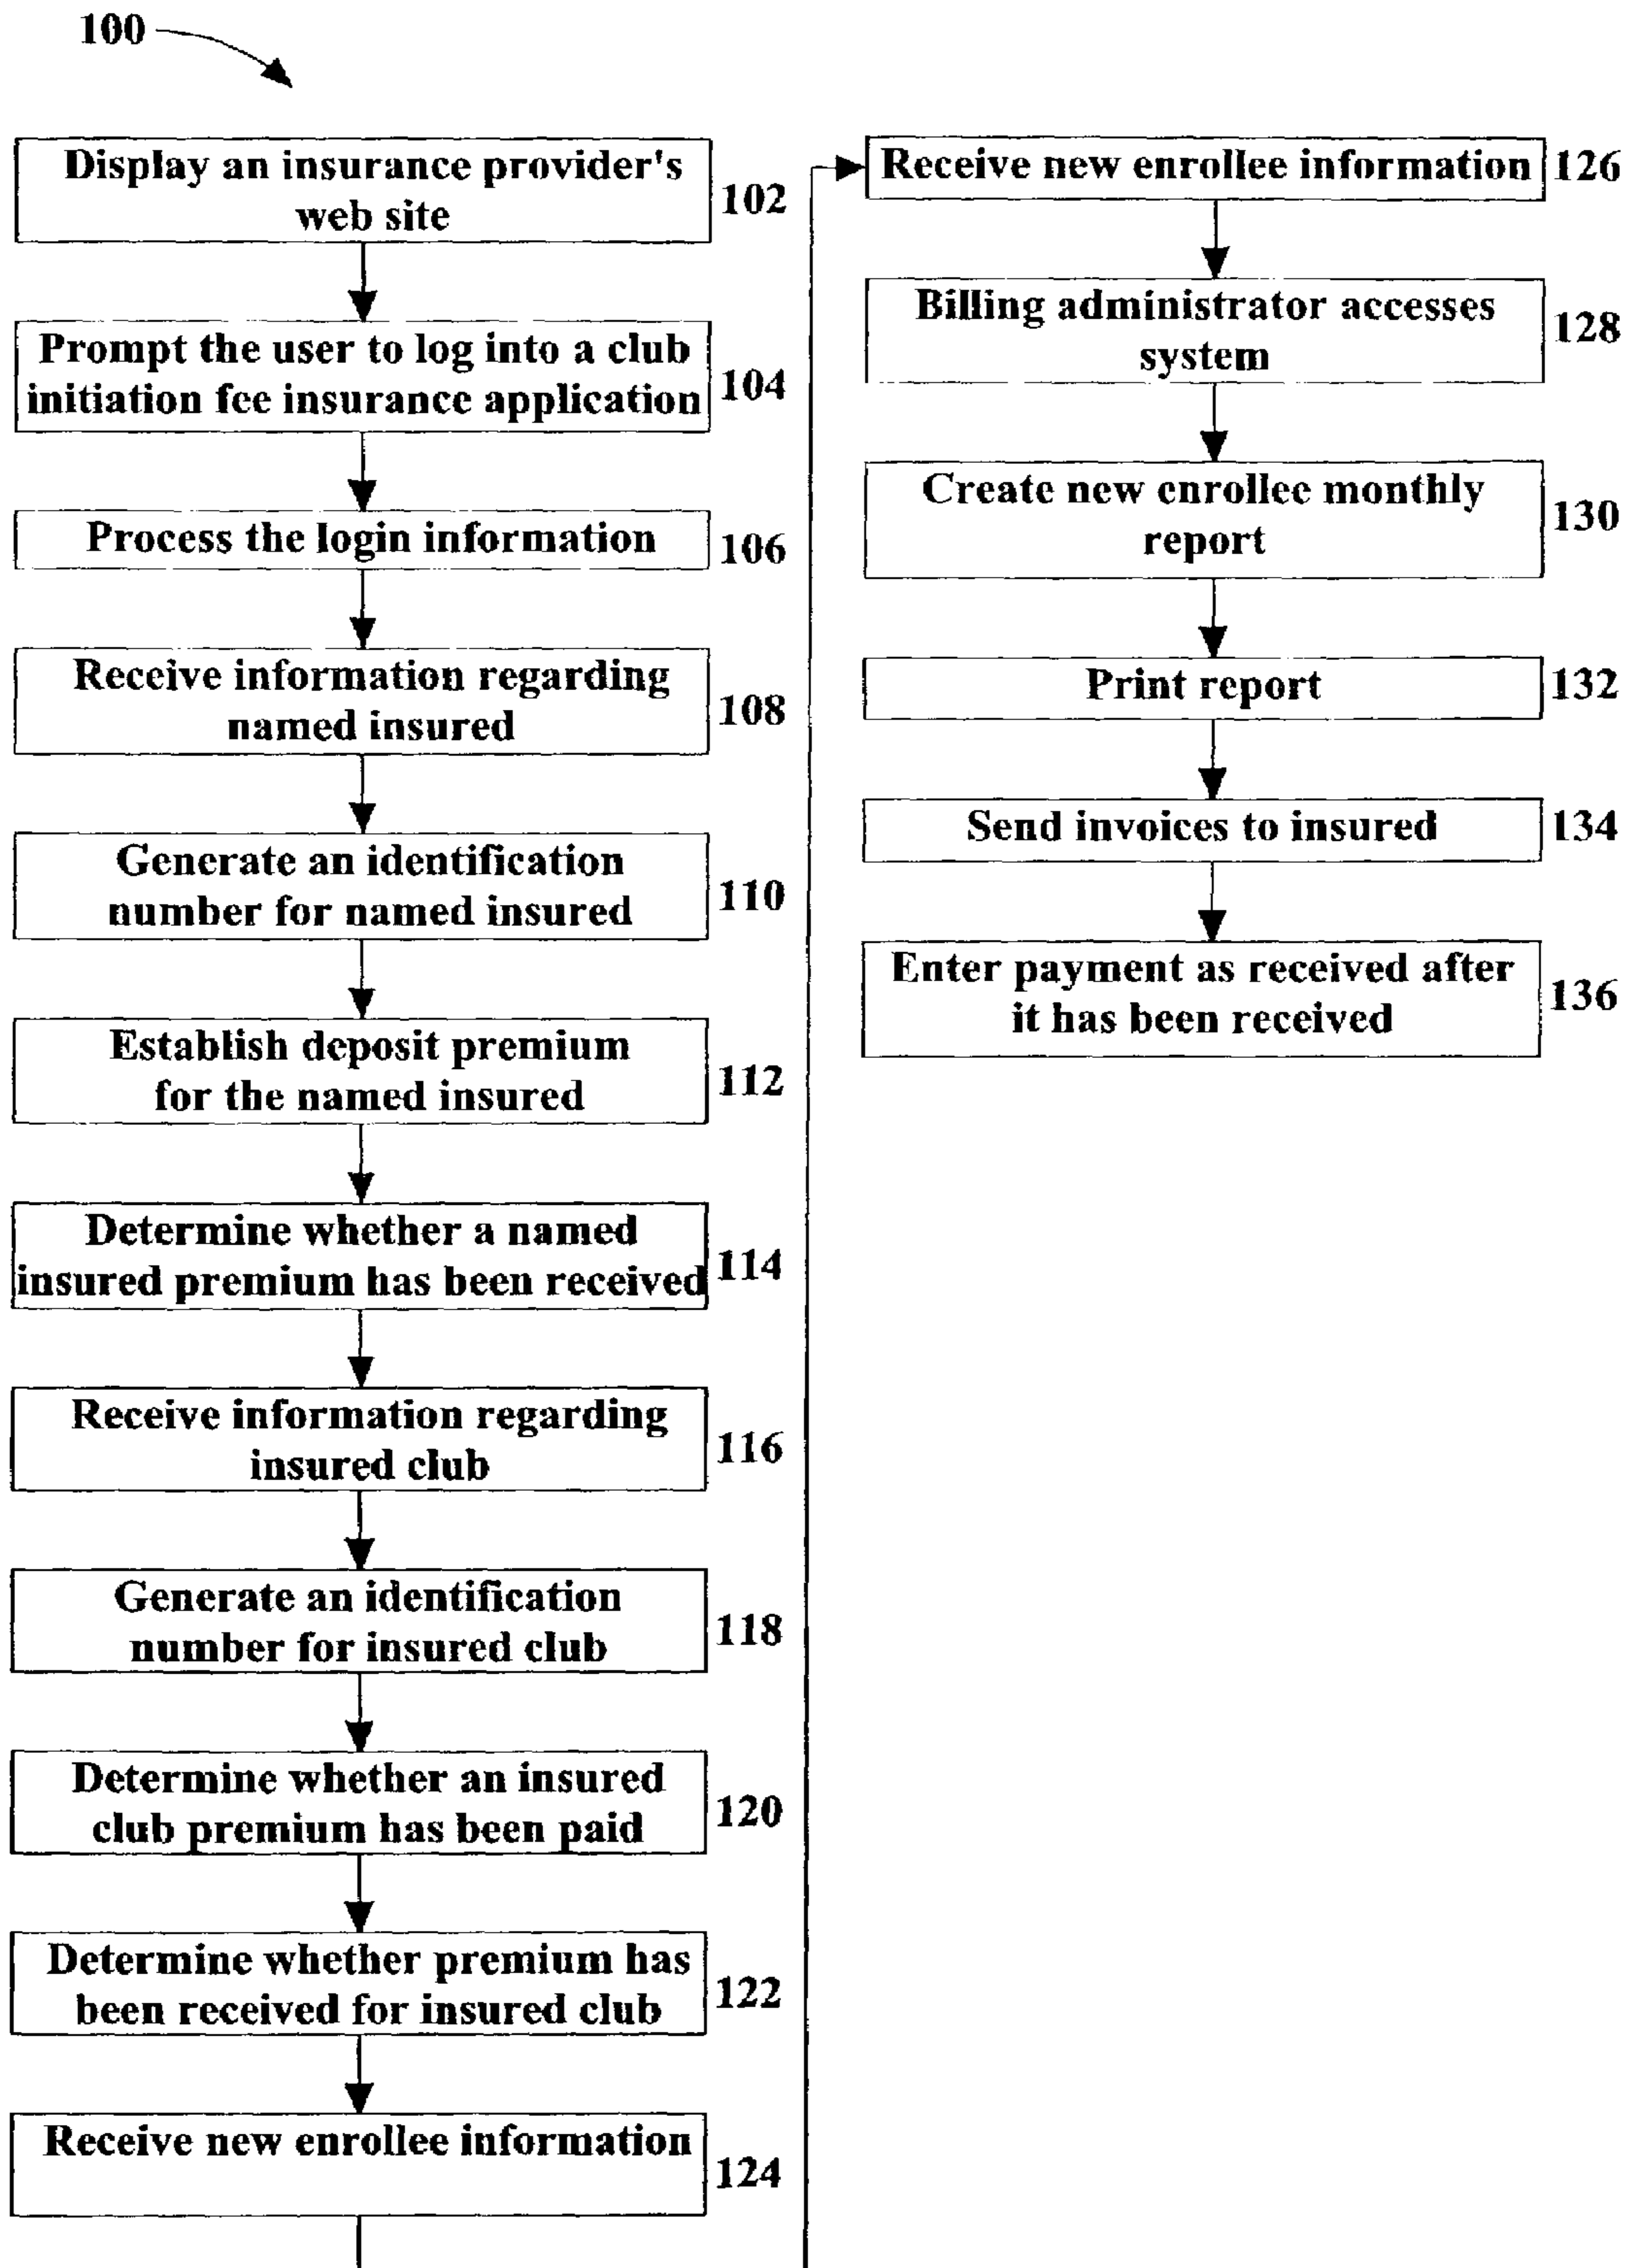 100
Display an insurance provider's
web site
102
Prompt the user to log into a club
initiation fee insurance application
104
Process the login information
106
Receive information regarding
named insured
108
Generate an identification
number for named insured
110
Establish deposit premium
for the named insured
112
Determine whether a named
insured premium has been received
114
Receive information regarding
insured club
116
Generate an identification
number for insured club
118
Determine whether an insured
club premium has been paid
120
Determine whether premium has
been received for insured club
122
Receive new enrollee information
124
Receive new enrollee information
126
Billing administrator accesses
system
128
Create new enrollee monthly
report
130
Print report
132
Send invoices to insured
134
Enter payment as received after
it has been received
136